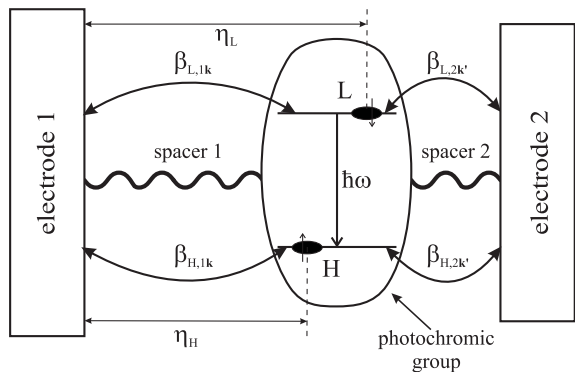 η_L
β_L,1k
β_L,2k'
L
electrode 1
spacer 1
ħω
spacer 2
electrode 2
β_H,1k
H
β_H,2k'
η_H
photochromic
group